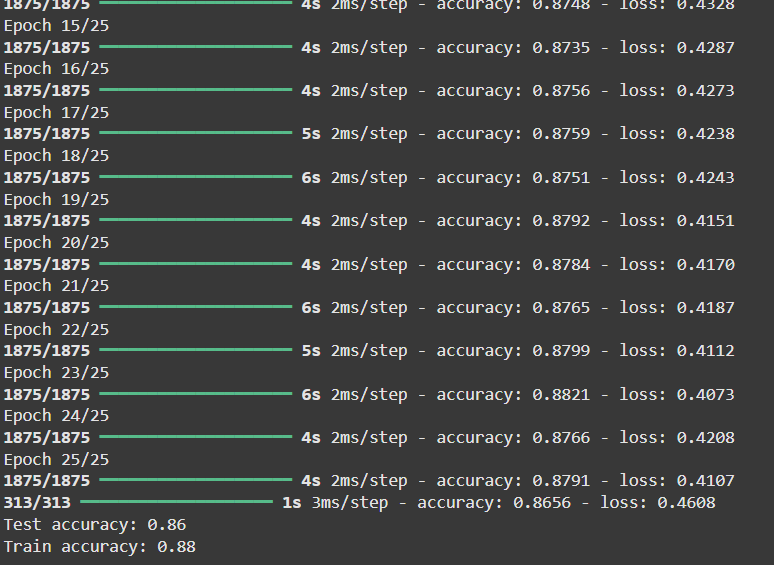 1875/1875 ━━━━━━━━━━━━━━━━━━━━ 4s 2ms/step - accuracy: 0.8748 - loss: 0.4328
Epoch 15/25
1875/1875 ━━━━━━━━━━━━━━━━━━━━ 4s 2ms/step - accuracy: 0.8735 - loss: 0.4287
Epoch 16/25
1875/1875 ━━━━━━━━━━━━━━━━━━━━ 4s 2ms/step - accuracy: 0.8756 - loss: 0.4273
Epoch 17/25
1875/1875 ━━━━━━━━━━━━━━━━━━━━ 5s 2ms/step - accuracy: 0.8759 - loss: 0.4238
Epoch 18/25
1875/1875 ━━━━━━━━━━━━━━━━━━━━ 6s 2ms/step - accuracy: 0.8751 - loss: 0.4243
Epoch 19/25
1875/1875 ━━━━━━━━━━━━━━━━━━━━ 4s 2ms/step - accuracy: 0.8792 - loss: 0.4151
Epoch 20/25
1875/1875 ━━━━━━━━━━━━━━━━━━━━ 4s 2ms/step - accuracy: 0.8784 - loss: 0.4170
Epoch 21/25
1875/1875 ━━━━━━━━━━━━━━━━━━━━ 6s 2ms/step - accuracy: 0.8765 - loss: 0.4187
Epoch 22/25
1875/1875 ━━━━━━━━━━━━━━━━━━━━ 5s 2ms/step - accuracy: 0.8799 - loss: 0.4112
Epoch 23/25
1875/1875 ━━━━━━━━━━━━━━━━━━━━ 6s 2ms/step - accuracy: 0.8821 - loss: 0.4073
Epoch 24/25
1875/1875 ━━━━━━━━━━━━━━━━━━━━ 4s 2ms/step - accuracy: 0.8766 - loss: 0.4208
Epoch 25/25
1875/1875 ━━━━━━━━━━━━━━━━━━━━ 4s 2ms/step - accuracy: 0.8791 - loss: 0.4107
313/313 ━━━━━━━━━━━━━━━━━━━━ 1s 3ms/step - accuracy: 0.8656 - loss: 0.4608
Test accuracy: 0.86
Train accuracy: 0.88